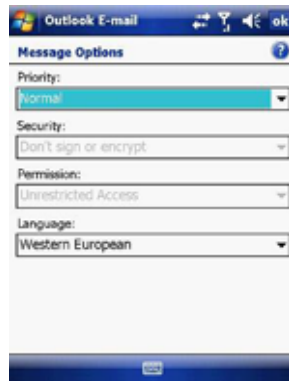 Outlook E-mail ok
Message Options ?
Priority:
Normal
Security:
Don't sign or encrypt
Permission:
Unrestricted Access
Language:
Western European